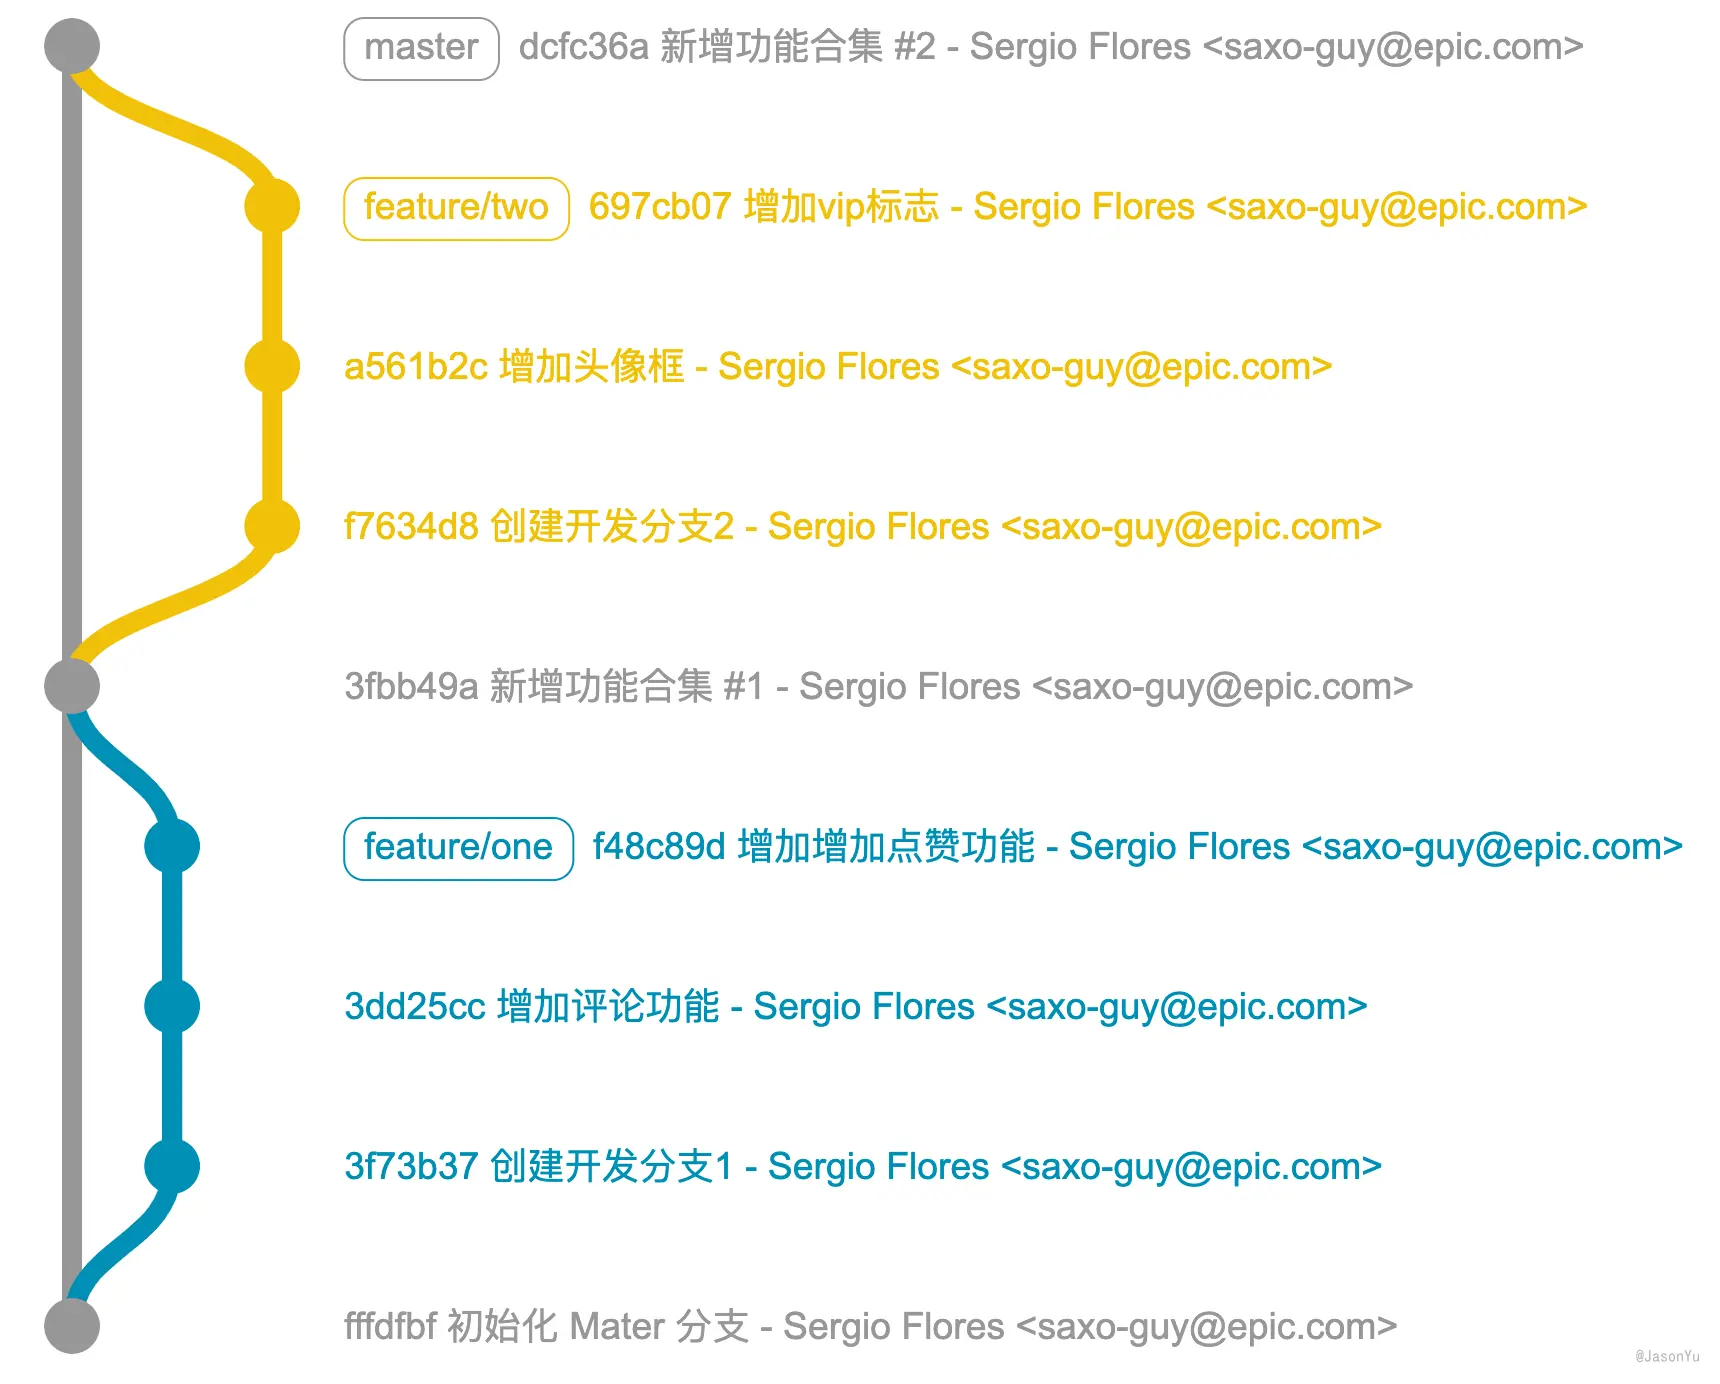 master dcfc36a 新增功能合集 #2 - Sergio Flores <saxo-guy@epic.com>
feature/two 697cb07 增加vip标志 - Sergio Flores <saxo-guy@epic.com>
a561b2c 增加头像框 - Sergio Flores <saxo-guy@epic.com>
f7634d8 创建开发分支2 - Sergio Flores <saxo-guy@epic.com>
3fbb49a 新增功能合集 #1 - Sergio Flores <saxo-guy@epic.com>
feature/one f48c89d 增加增加点赞功能 - Sergio Flores <saxo-guy@epic.com>
3dd25cc 增加评论功能 - Sergio Flores <saxo-guy@epic.com>
3f73b37 创建开发分支1 - Sergio Flores <saxo-guy@epic.com>
fffdfbf 初始化 Mater 分支 - Sergio Flores <saxo-guy@epic.com>
@JasonYu